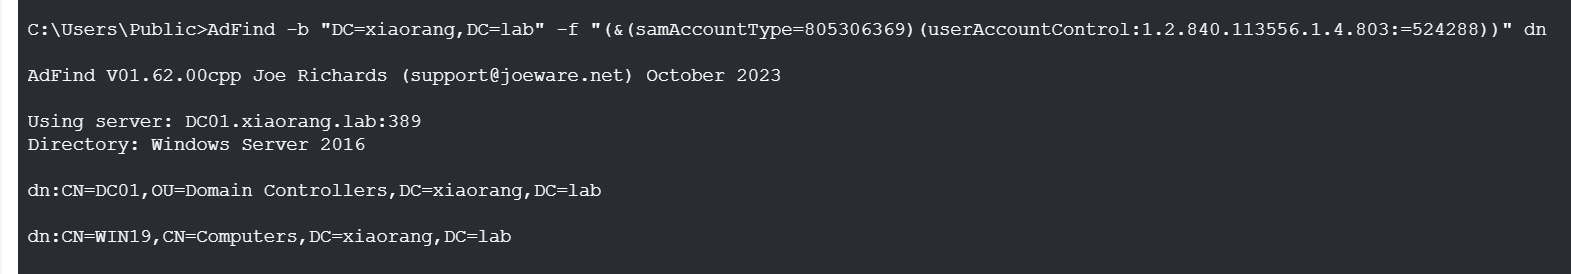 C:\Users\Public>AdFind -b "DC=xiaorang,DC=lab" -f "(&(samAccountType=805306369)(userAccountControl:1.2.840.113556.1.4.803:=524288))" dn
AdFind V01.62.00cpp Joe Richards (support@joeware.net) October 2023
Using server: DC01.xiaorang.lab:389
Directory: Windows Server 2016
dn:CN=DC01,OU=Domain Controllers,DC=xiaorang,DC=lab
dn:CN=WIN19,CN=Computers,DC=xiaorang,DC=lab